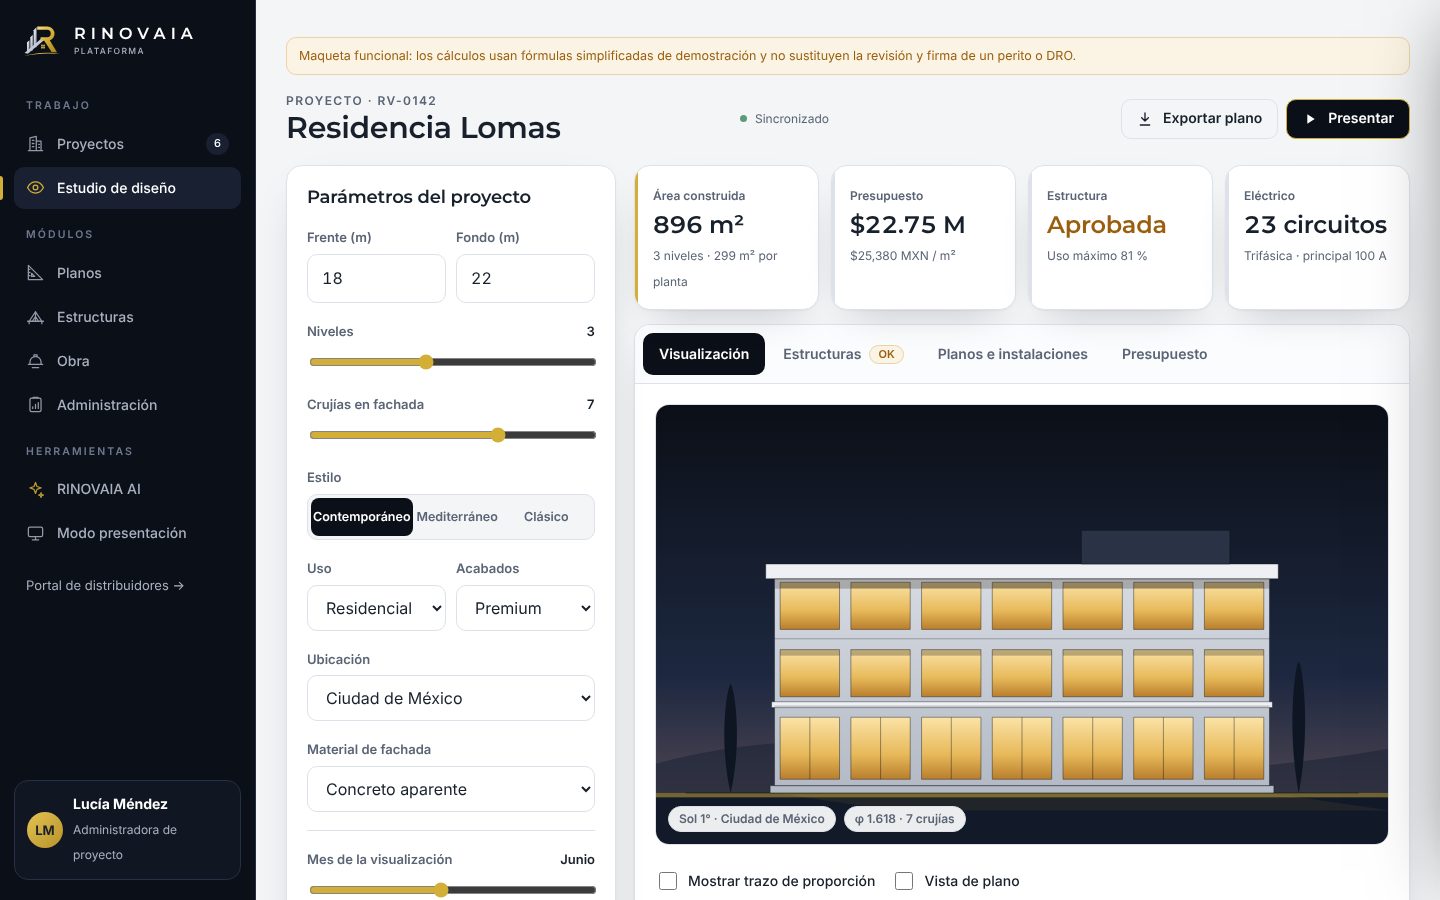 RINOVAIA
PLATAFORMA
TRABAJO
Proyectos 6
Estudio de diseño
MÓDULOS
Planos
Estructuras
Obra
Administración
HERRAMIENTAS
RINOVAIA AI
Modo presentación
Portal de distribuidores →
LM
Lucía Méndez
Administradora de
proyecto
Maqueta funcional: los cálculos usan fórmulas simplificadas de demostración y no sustituyen la revisión y firma de un perito o DRO.
PROYECTO · RV-0142
Residencia Lomas
Sincronizado
Exportar plano
Presentar
Parámetros del proyecto
Frente (m) Fondo (m)
18 22
Niveles 3
Crujías en fachada 7
Estilo
Contemporáneo Mediterráneo Clásico
Uso Acabados
Residencial Premium
Ubicación
Ciudad de México
Material de fachada
Concreto aparente
Mes de la visualización Junio
Área construida
896 m²
3 niveles · 299 m² por
planta
Presupuesto
$22.75 M
$25,380 MXN / m²
Estructura
Aprobada
Uso máximo 81 %
Eléctrico
23 circuitos
Trifásica · principal 100 A
Visualización Estructuras OK Planos e instalaciones Presupuesto
Sol 1° · Ciudad de México φ 1.618 · 7 crujías
Mostrar trazo de proporción Vista de plano